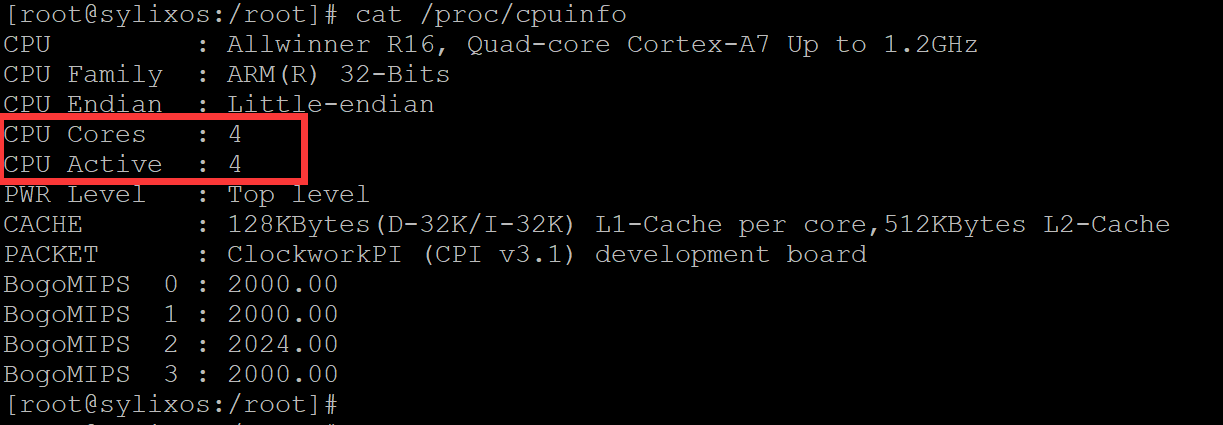 [root@sylixos:/root]# cat /proc/cpuinfo
CPU         : Allwinner R16, Quad-core Cortex-A7 Up to 1.2GHz
CPU Family  : ARM(R) 32-Bits
CPU Endian  : Little-endian
CPU Cores   : 4
CPU Active  : 4
PWR Level   : Top level
CACHE       : 128KBytes(D-32K/I-32K) L1-Cache per core,512KBytes L2-Cache
PACKET      : ClockworkPI (CPI v3.1) development board
BogoMIPS  0 : 2000.00
BogoMIPS  1 : 2000.00
BogoMIPS  2 : 2024.00
BogoMIPS  3 : 2000.00
[root@sylixos:/root]#